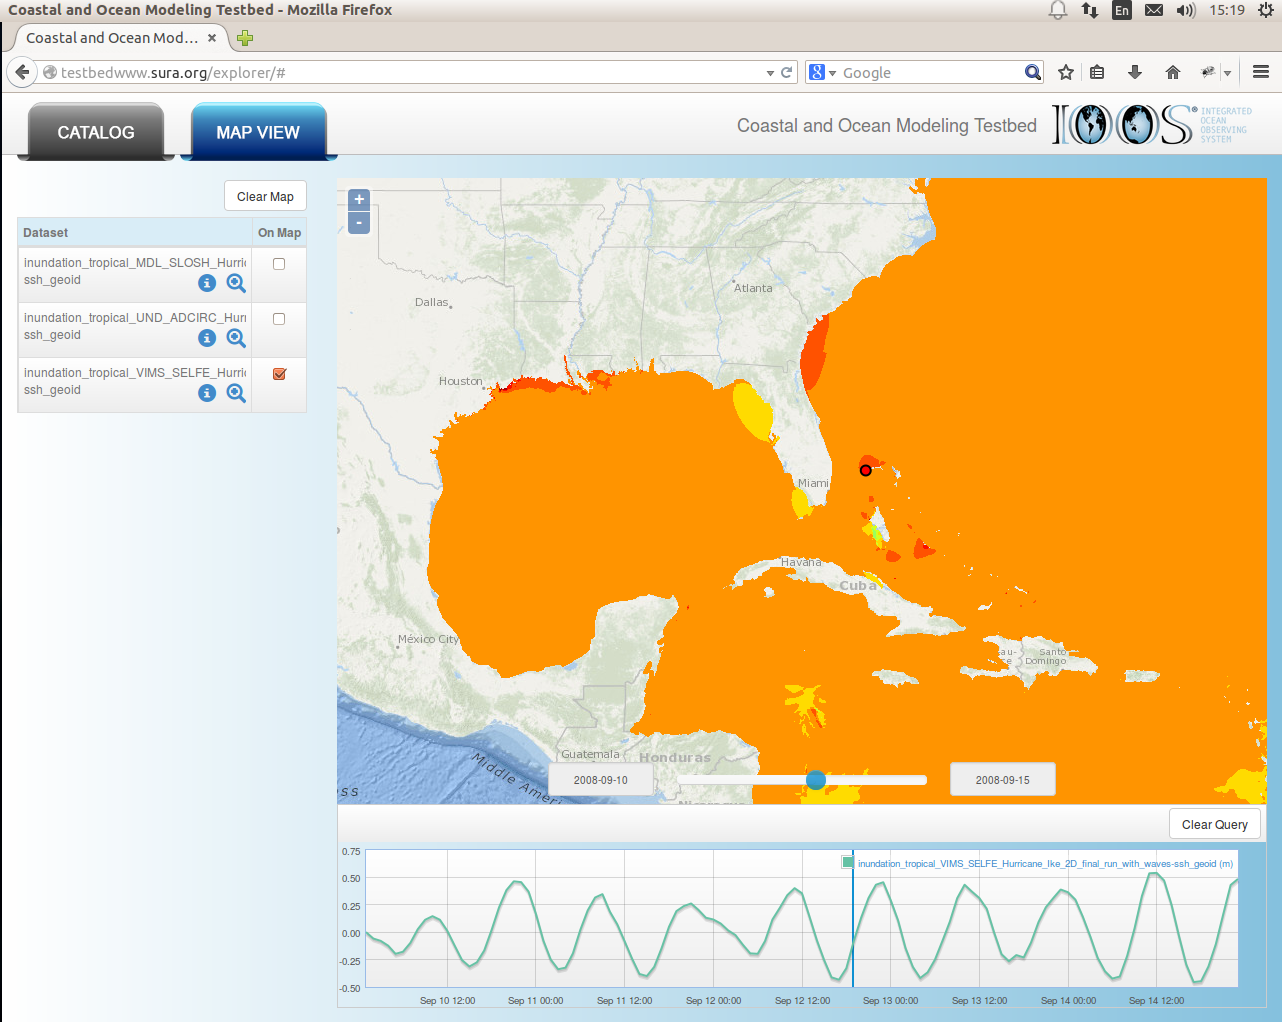 Coastal and Ocean Modeling Testbed - Mozilla Firefox
En
15:19
Coastal and Ocean Mod...
testbedwww.sura.org/explorer/#
8
Google
CATALOG
MAP VIEW
Coastal and Ocean Modeling Testbed
IOOS®
INTEGRATED
OCEAN
OBSERVING
SYSTEM
Clear Map
Dataset
On Map
inundation_tropical_MDL_SLOSH_Hurri
ssh_geoid
inundation_tropical_UND_ADCIRC_Hur
ssh_geoid
inundation_tropical_VIMS_SELFE_Hurri
ssh_geoid
+
-
Atlanta
Dallas
Houston
Miami
Havana
Cuba
México City
au-
ce
Santo
Domingo
Guatemala
Honduras
Middle Ameri
ss
Nicaragua
2008-09-10
2008-09-15
Clear Query
inundation_tropical_VIMS_SELFE_Hurricane_Ike_2D_final_run_with_waves-ssh_geoid (m)
0.75
0.50
0.25
0.00
-0.25
-0.50
Sep 10 12:00
Sep 11 00:00
Sep 11 12:00
Sep 12 00:00
Sep 12 12:00
Sep 13 00:00
Sep 13 12:00
Sep 14 00:00
Sep 14 12:00